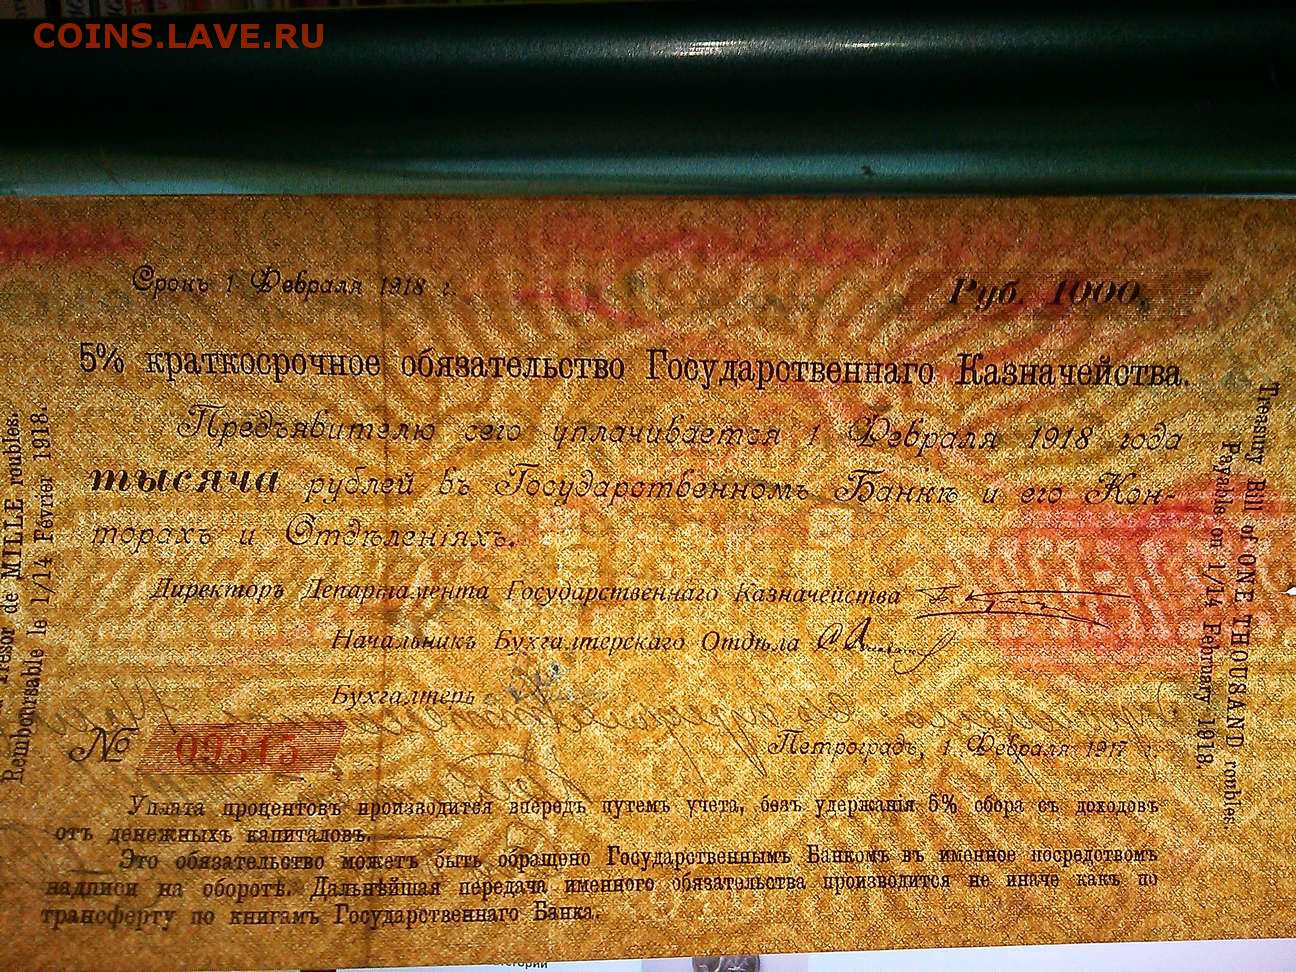 COINS.LAVE.RU
Срокъ 1 Февраля 1918 г.
Руб. 1000.
5% краткосрочное обязательство Государственнаго Казначейства.
Предъявителю сего уплачивается 1 Февраля 1918 года
тысяча рублей въ Государственномъ Банкѣ и его Кон-
торахъ и Отдѣленіяхъ.
Директоръ Департамента Государственнаго Казначейства
Начальникъ Бухгалтерскаго Отдѣла
Бухгалтеръ
№ 09315
Петроградъ, 1 Февраля 1917 г.
Уплата процентовъ производится впередъ путемъ учета, безъ удержанія 5% сбора съ доходовъ
отъ денежныхъ капиталовъ.
Это обязательство можетъ быть обращено Государственнымъ Банкомъ въ именное посредствомъ
надписи на оборотѣ. Дальнѣйшая передача именного обязательства производится не иначе какъ по
трансферту по книгамъ Государственнаго Банка.
Trésor de MILLE roubles.
Remboursable le 1/14 Février 1918.
Treasury Bill of ONE THOUSAND roubles.
Payable on 1/14 February 1918.